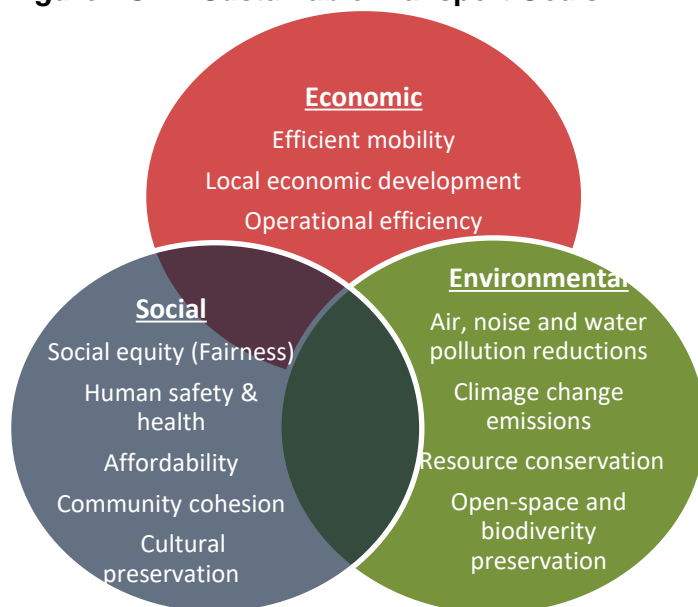 Economic
Efficient mobility
Local economic development
Operational efficiency
Social
Social equity (Fairness)
Human safety &
health
Affordability
Community cohesion
Cultural
preservation
Environmental
Air, noise and water
pollution reductions
Climage change
emissions
Resource conservation
Open-space and
biodiverity
preservation